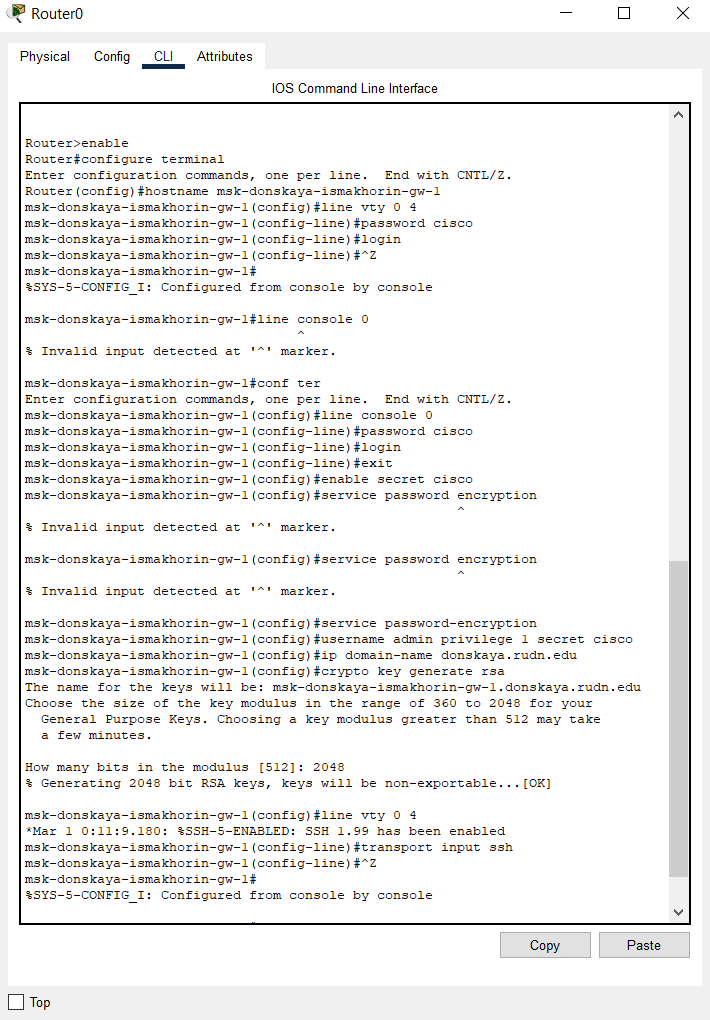 Router0
Physical Config CLI Attributes
IOS Command Line Interface
Router>enable
Router#configure terminal
Enter configuration commands, one per line.  End with CNTL/Z.
Router(config)#hostname msk-donskaya-ismakhorin-gw-1
msk-donskaya-ismakhorin-gw-1(config)#line vty 0 4
msk-donskaya-ismakhorin-gw-1(config-line)#password cisco
msk-donskaya-ismakhorin-gw-1(config-line)#login
msk-donskaya-ismakhorin-gw-1(config-line)#^Z
msk-donskaya-ismakhorin-gw-1#
%SYS-5-CONFIG_I: Configured from console by console
msk-donskaya-ismakhorin-gw-1#line console 0
^
% Invalid input detected at '^' marker.
msk-donskaya-ismakhorin-gw-1#conf ter
Enter configuration commands, one per line.  End with CNTL/Z.
msk-donskaya-ismakhorin-gw-1(config)#line console 0
msk-donskaya-ismakhorin-gw-1(config-line)#password cisco
msk-donskaya-ismakhorin-gw-1(config-line)#login
msk-donskaya-ismakhorin-gw-1(config-line)#exit
msk-donskaya-ismakhorin-gw-1(config)#enable secret cisco
msk-donskaya-ismakhorin-gw-1(config)#service password encryption
^
% Invalid input detected at '^' marker.
msk-donskaya-ismakhorin-gw-1(config)#service password encryption
^
% Invalid input detected at '^' marker.
msk-donskaya-ismakhorin-gw-1(config)#service password-encryption
msk-donskaya-ismakhorin-gw-1(config)#username admin privilege 1 secret cisco
msk-donskaya-ismakhorin-gw-1(config)#ip domain-name donskaya.rudn.edu
msk-donskaya-ismakhorin-gw-1(config)#crypto key generate rsa
The name for the keys will be: msk-donskaya-ismakhorin-gw-1.donskaya.rudn.edu
Choose the size of the key modulus in the range of 360 to 2048 for your
General Purpose Keys. Choosing a key modulus greater than 512 may take
a few minutes.
How many bits in the modulus [512]: 2048
% Generating 2048 bit RSA keys, keys will be non-exportable...[OK]
msk-donskaya-ismakhorin-gw-1(config)#line vty 0 4
*Mar 1 0:11:9.180: %SSH-5-ENABLED: SSH 1.99 has been enabled
msk-donskaya-ismakhorin-gw-1(config-line)#transport input ssh
msk-donskaya-ismakhorin-gw-1(config-line)#^Z
msk-donskaya-ismakhorin-gw-1#
%SYS-5-CONFIG_I: Configured from console by console
Copy Paste
Top